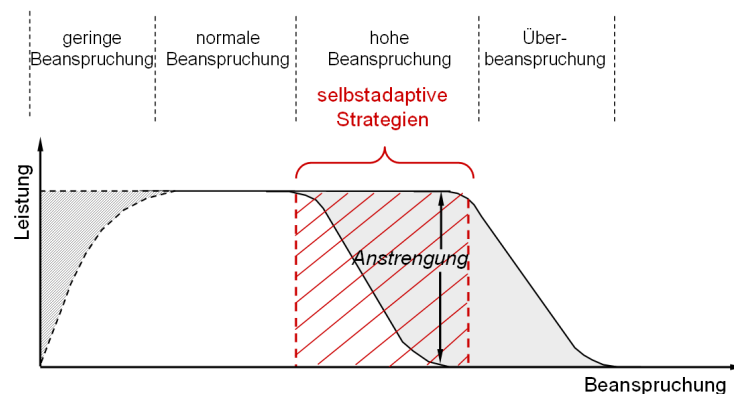 geringe
Beanspruchung
normale
Beanspruchung
hohe
Beanspruchung
Über-
beanspruchung
selbstadaptive
Strategien
Leistung
Anstrengung
Beanspruchung